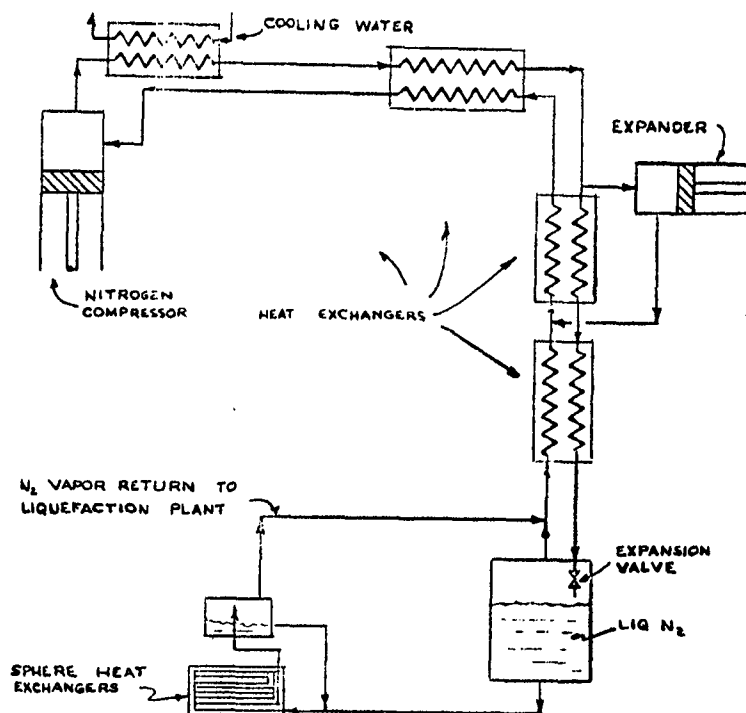 COOLING WATER
EXPANDER
NITROGEN
COMPRESSOR
HEAT EXCHANGERS
N₂ VAPOR RETURN TO
LIQUEFACTION PLANT
EXPANSION
VALVE
LIQ N₂
SPHERE HEAT
EXCHANGERS